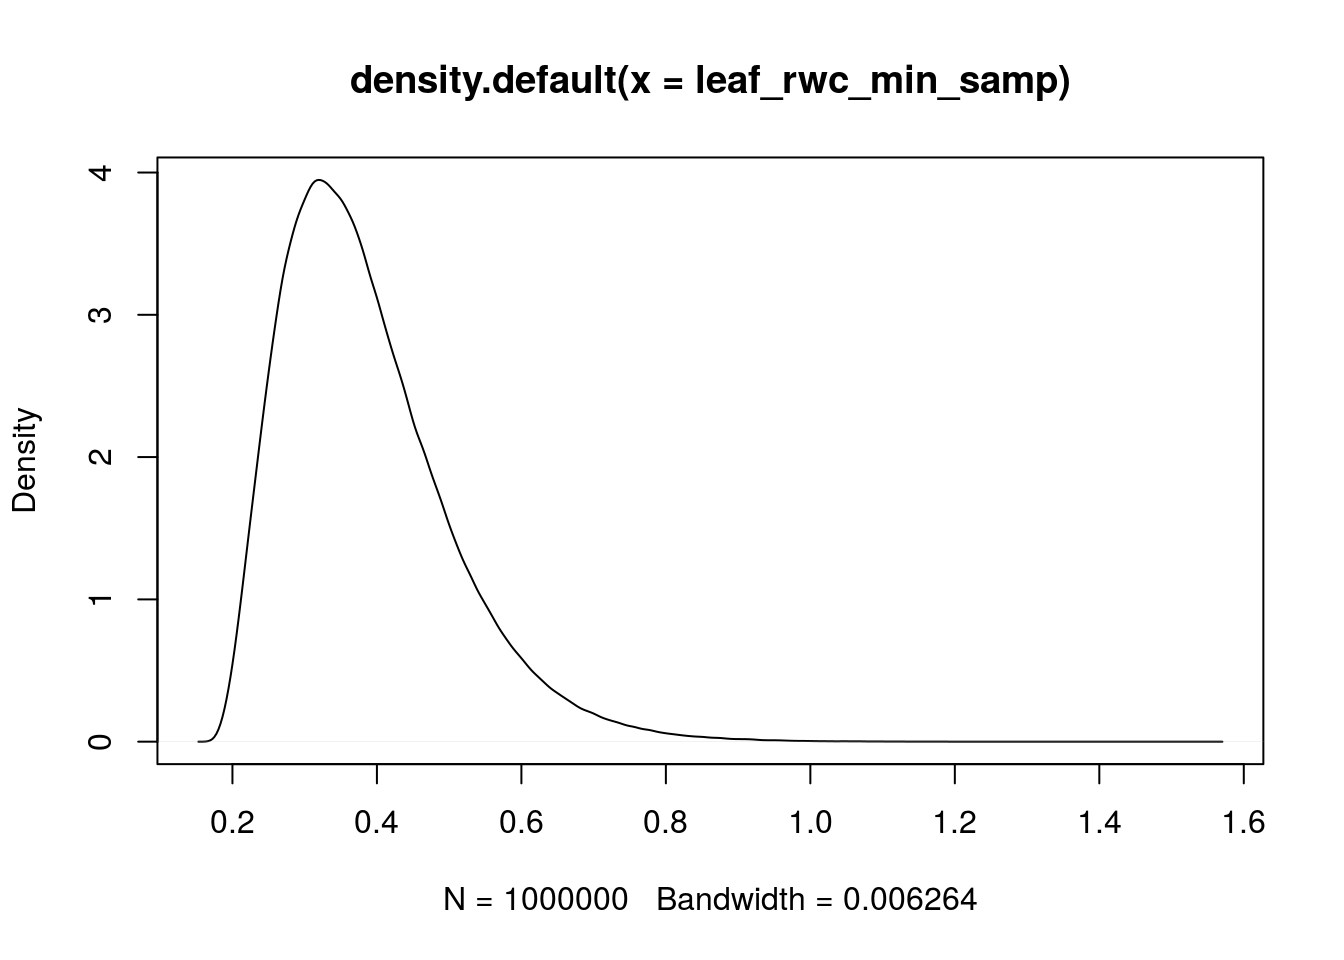 density.default(x = leaf_rwc_min_samp)
Density
4
3
2
1
0
0.2 0.4 0.6 0.8 1.0 1.2 1.4 1.6
N = 1000000 Bandwidth = 0.006264